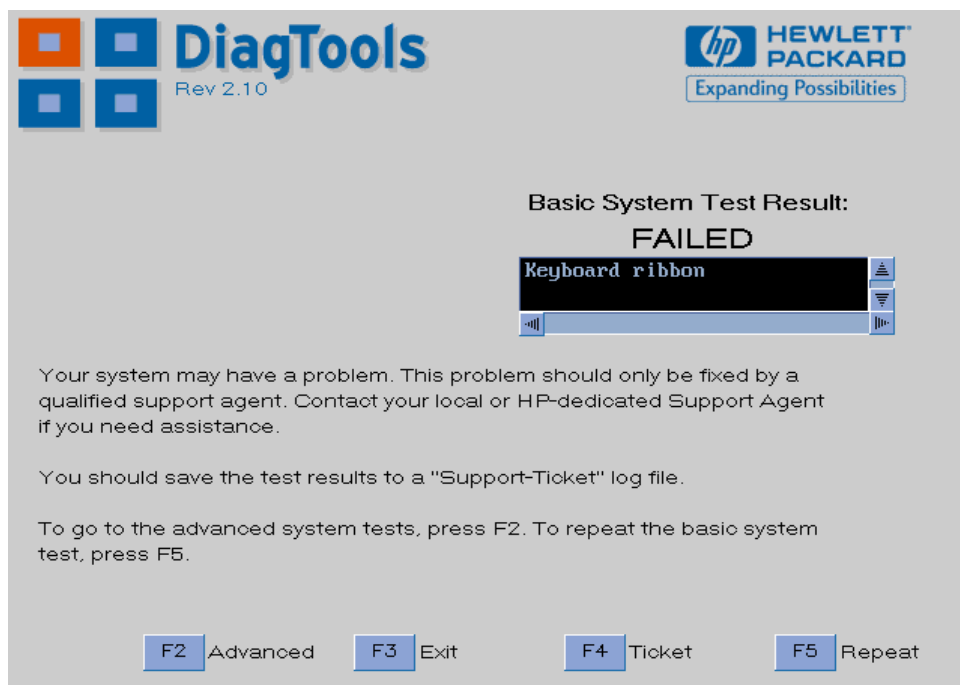 DiagTools
Rev 2.10
hp HEWLETT
PACKARD
Expanding Possibilities
Basic System Test Result:
FAILED
Keyboard ribbon
Your system may have a problem. This problem should only be fixed by a
qualified support agent. Contact your local or HP-dedicated Support Agent
if you need assistance.
You should save the test results to a "Support-Ticket" log file.
To go to the advanced system tests, press F2. To repeat the basic system
test, press F5.
F2 Advanced F3 Exit F4 Ticket F5 Repeat